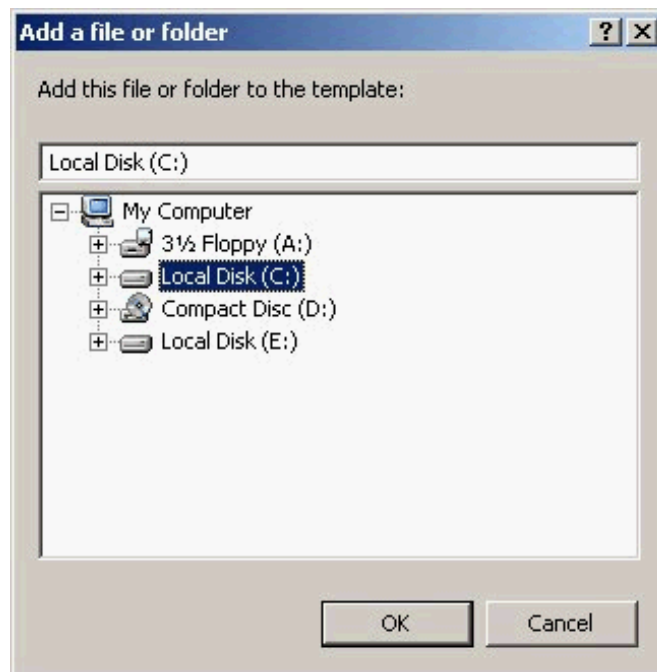 Add a file or folder
Add this file or folder to the template:
Local Disk (C:)
My Computer
3½ Floppy (A:)
Local Disk (C:)
Compact Disc (D:)
Local Disk (E:)
OK Cancel